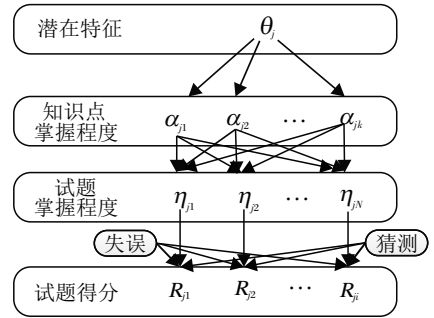 潜在特征 θj
知识点
掌握程度 αj1 αj2 ⋯ αjk
试题
掌握程度 ηj1 ηj2 ⋯ ηjN
失误 猜测
试题得分 Rj1 Rj2 ⋯ Rji